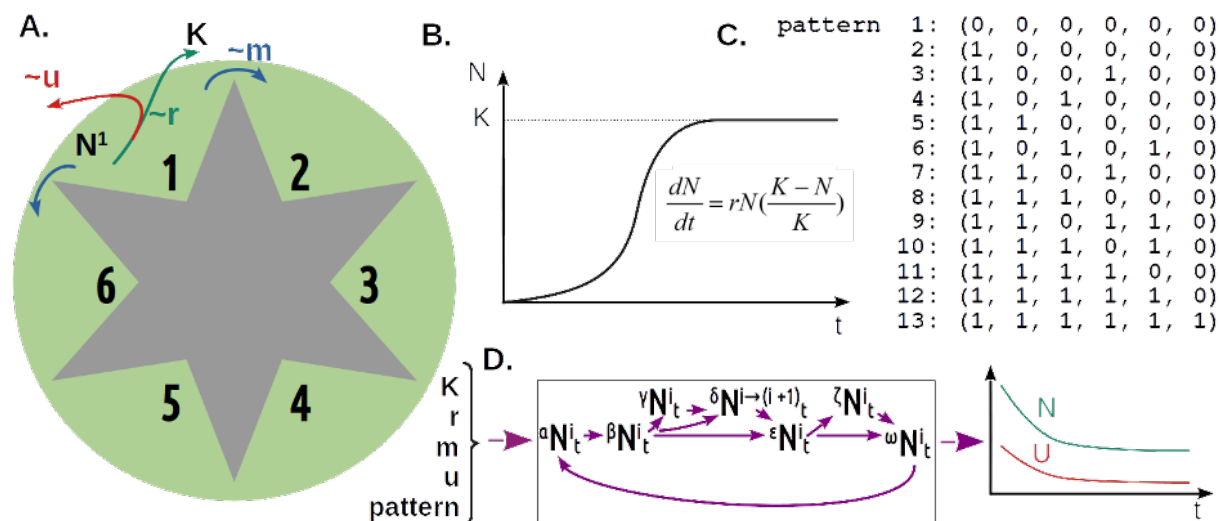 A.
K
~m
~u
~r
N¹
1
2
3
4
5
6
B.
N
K
dN/dt = rN((K − N)/K)
t
C.
pattern 1: (0, 0, 0, 0, 0, 0)
2: (1, 0, 0, 0, 0, 0)
3: (1, 0, 0, 1, 0, 0)
4: (1, 0, 1, 0, 0, 0)
5: (1, 1, 0, 0, 0, 0)
6: (1, 0, 1, 0, 1, 0)
7: (1, 1, 0, 1, 0, 0)
8: (1, 1, 1, 0, 0, 0)
9: (1, 1, 0, 1, 1, 0)
10: (1, 1, 1, 0, 1, 0)
11: (1, 1, 1, 1, 0, 0)
12: (1, 1, 1, 1, 1, 0)
13: (1, 1, 1, 1, 1, 1)
D.
K
r
m
u
pattern
αNⁱt
βNⁱt
γNⁱt
δNⁱ→(i +1)t
εNⁱt
ζNⁱt
ωNⁱt
N
U
t